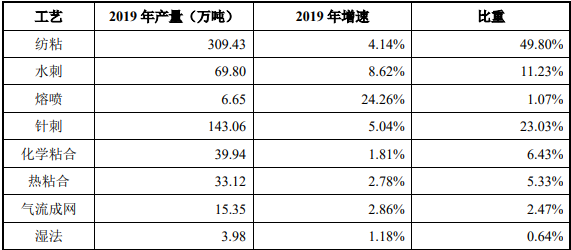 工艺 2019 年产量（万吨） 2019 年增速 比重
纺粘 309.43 4.14% 49.80%
水刺 69.80 8.62% 11.23%
熔喷 6.65 24.26% 1.07%
针刺 143.06 5.04% 23.03%
化学粘合 39.94 1.81% 6.43%
热粘合 33.12 2.78% 5.33%
气流成网 15.35 2.86% 2.47%
湿法 3.98 1.18% 0.64%